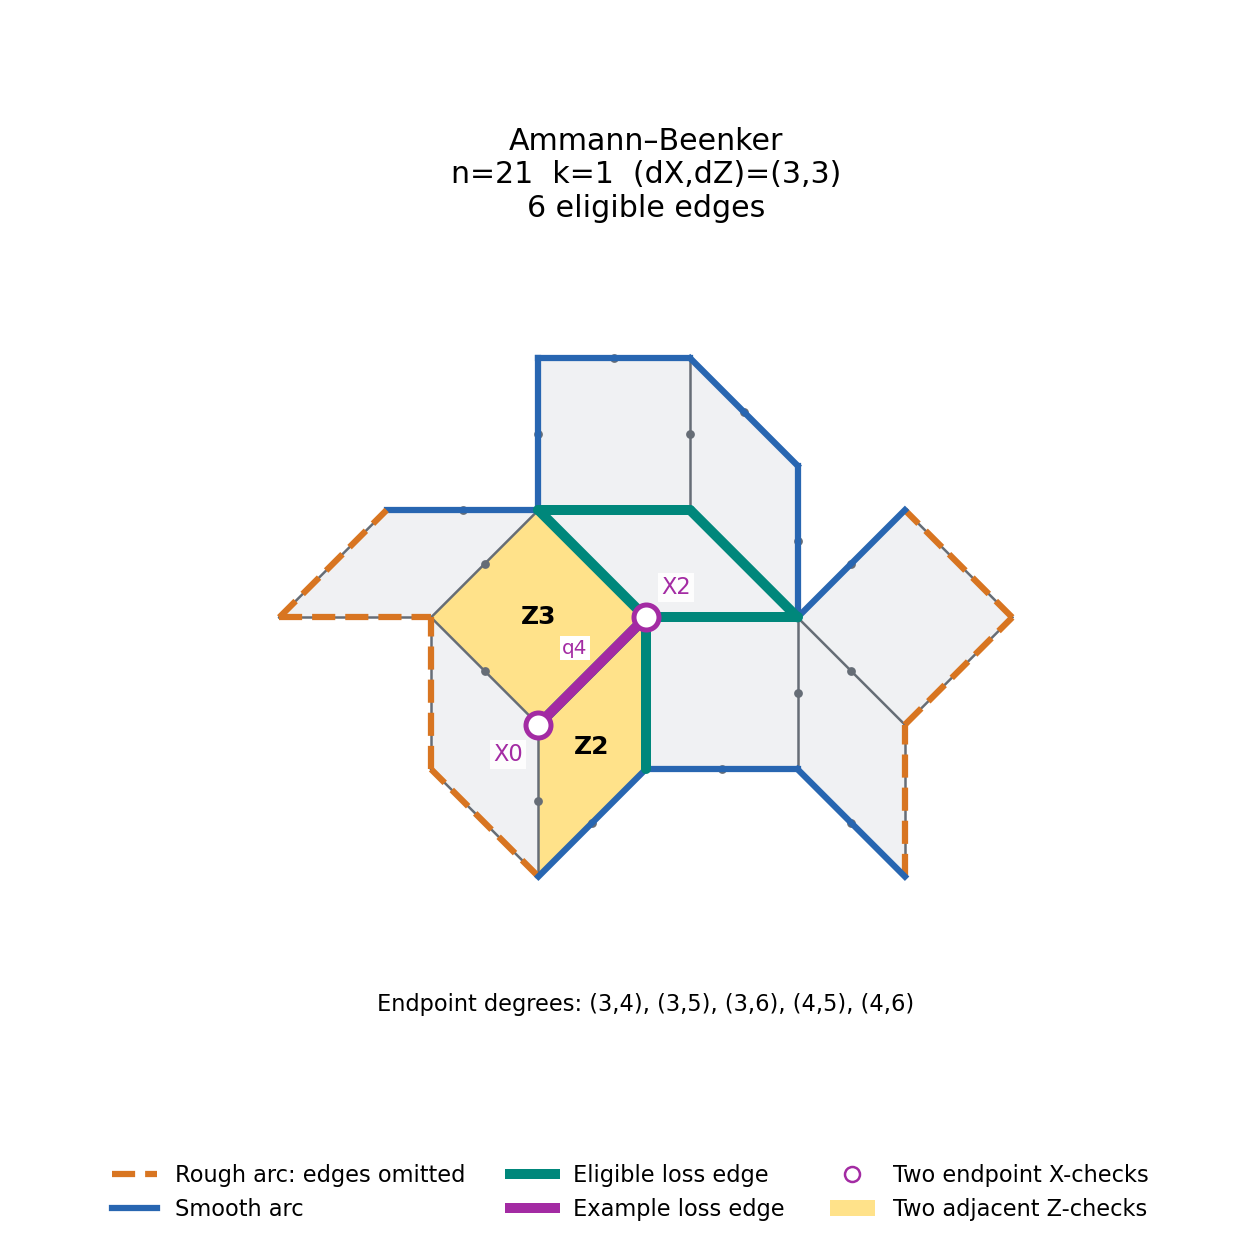 Ammann–Beenker
n=21  k=1  (dX,dZ)=(3,3)
6 eligible edges
X2
Z3
q4
X0
Z2
Endpoint degrees: (3,4), (3,5), (3,6), (4,5), (4,6)
Rough arc: edges omitted
Smooth arc
Eligible loss edge
Example loss edge
Two endpoint X-checks
Two adjacent Z-checks